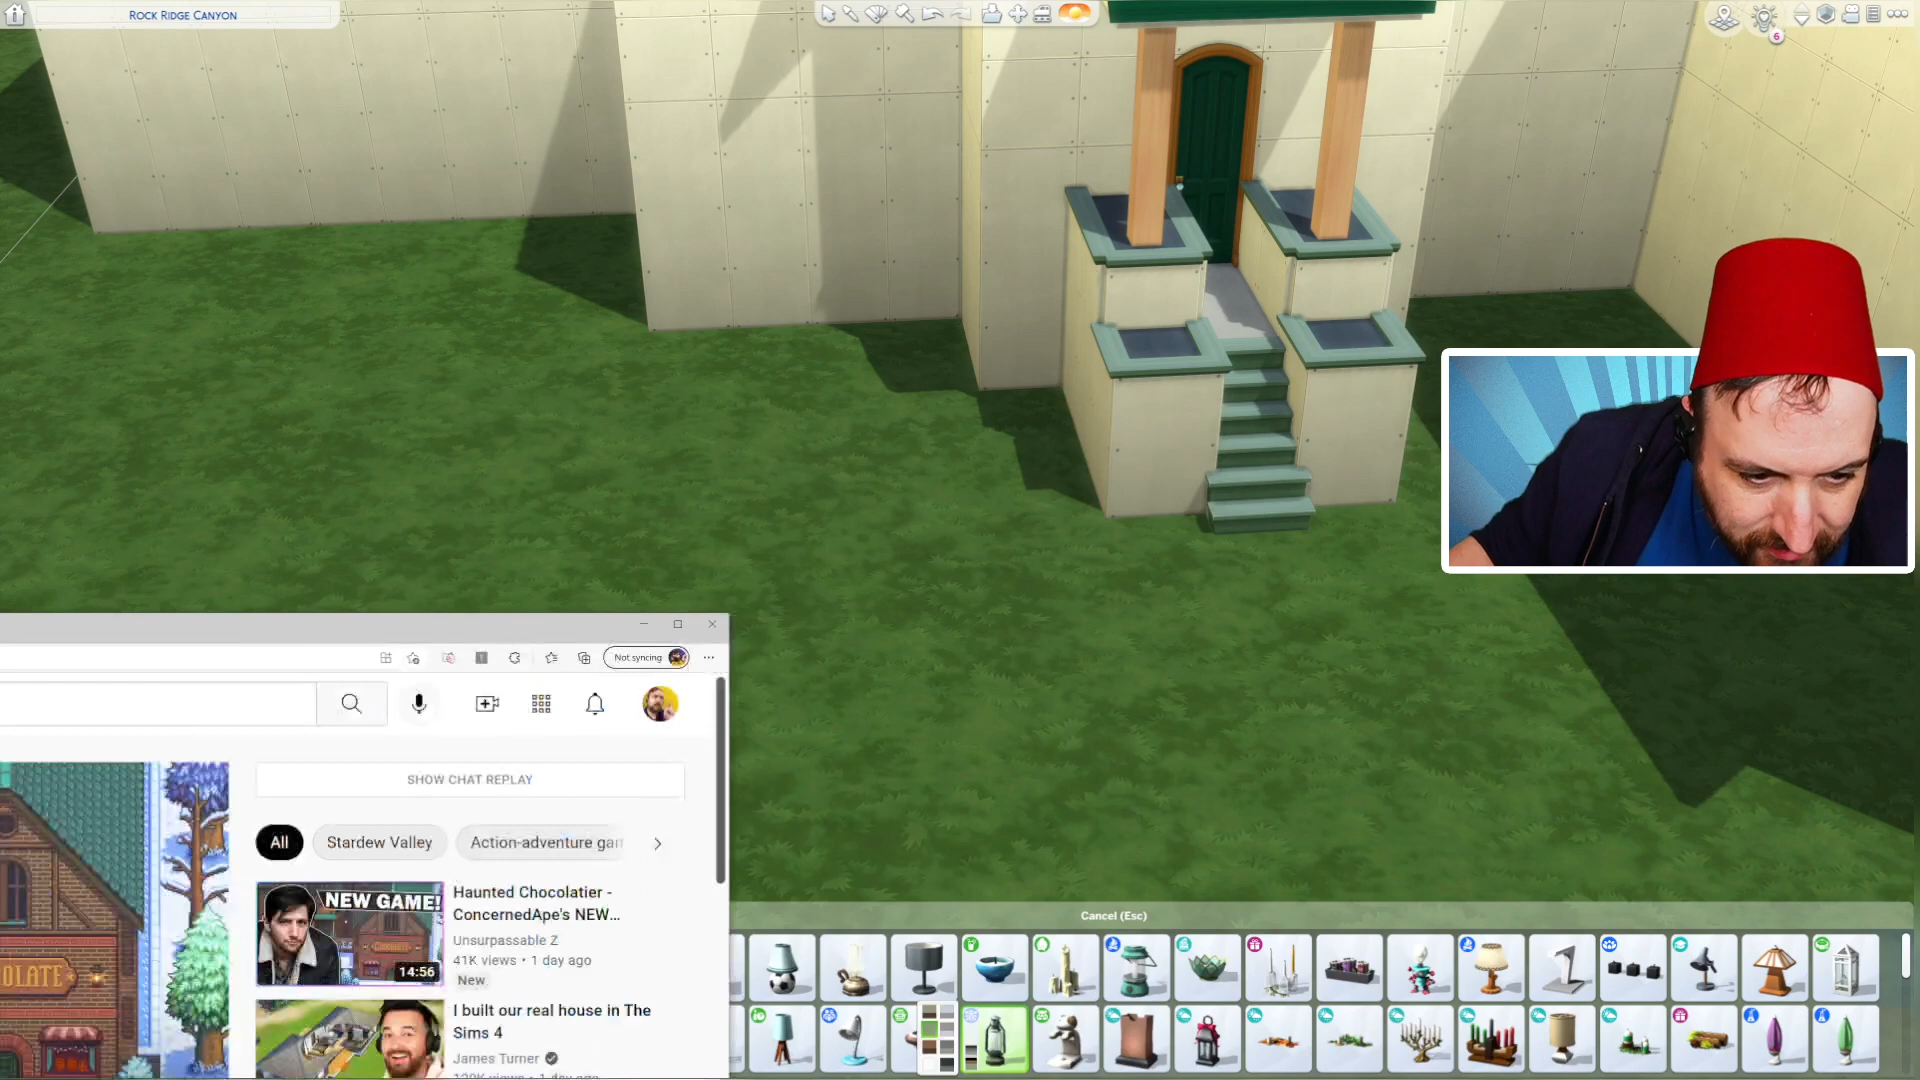 ROCK RIDGE CANYON
6
Not syncing
SHOW CHAT REPLAY
All
Stardew Valley
Action-adventure gam
NEW GAME!
14:56
Haunted Chocolatier -
ConcernedApe's NEW...
Unsurpassable Z
41K views • 1 day ago
New
I built our real house in The
Sims 4
James Turner
OLATE
Cancel (Esc)